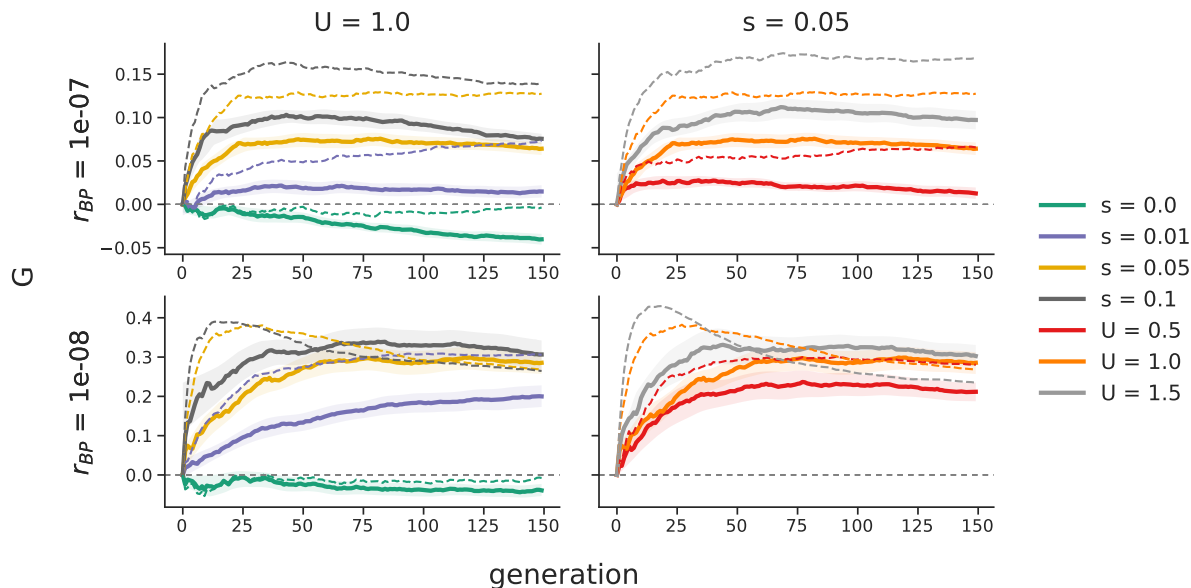 U = 1.0
s = 0.05
r_BP = 1e-07
0.15
0.10
0.05
0.00
−0.05
0 25 50 75 100 125 150
0 25 50 75 100 125 150
G
r_BP = 1e-08
0.4
0.3
0.2
0.1
0.0
0 25 50 75 100 125 150
0 25 50 75 100 125 150
generation
s = 0.0
s = 0.01
s = 0.05
s = 0.1
U = 0.5
U = 1.0
U = 1.5